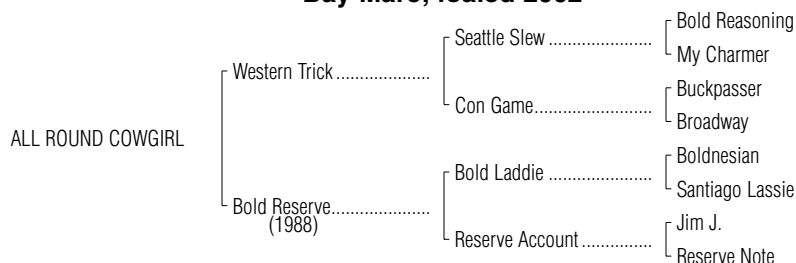 Bay Mare, foaled 2002
Bold Reasoning
Seattle Slew ......................
My Charmer
Western Trick ....................
Buckpasser
Con Game.........................
Broadway
ALL ROUND COWGIRL
Boldnesian
Bold Laddie ......................
Santiago Lassie
Bold Reserve.....................
(1988)
Jim J.
Reserve Account ...............
Reserve Note